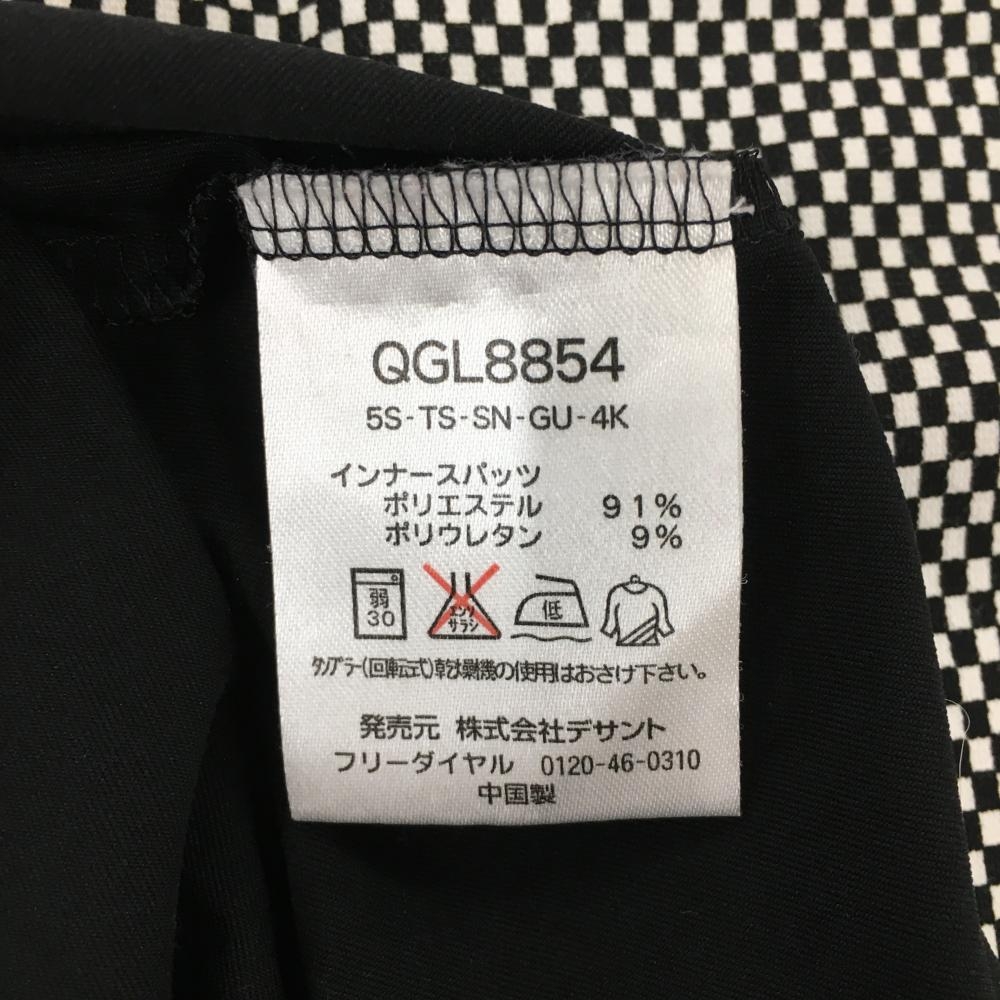 QGL8854
5S-TS-SN-GU-4K
インナースパッツ
ポリエステル 91%
ポリウレタン 9%
弱 30
エンソ サラシ
低
タンブラー(回転式)乾燥機の使用はおさけ下さい。
発売元 株式会社デサント
フリーダイヤル 0120-46-0310
中国製